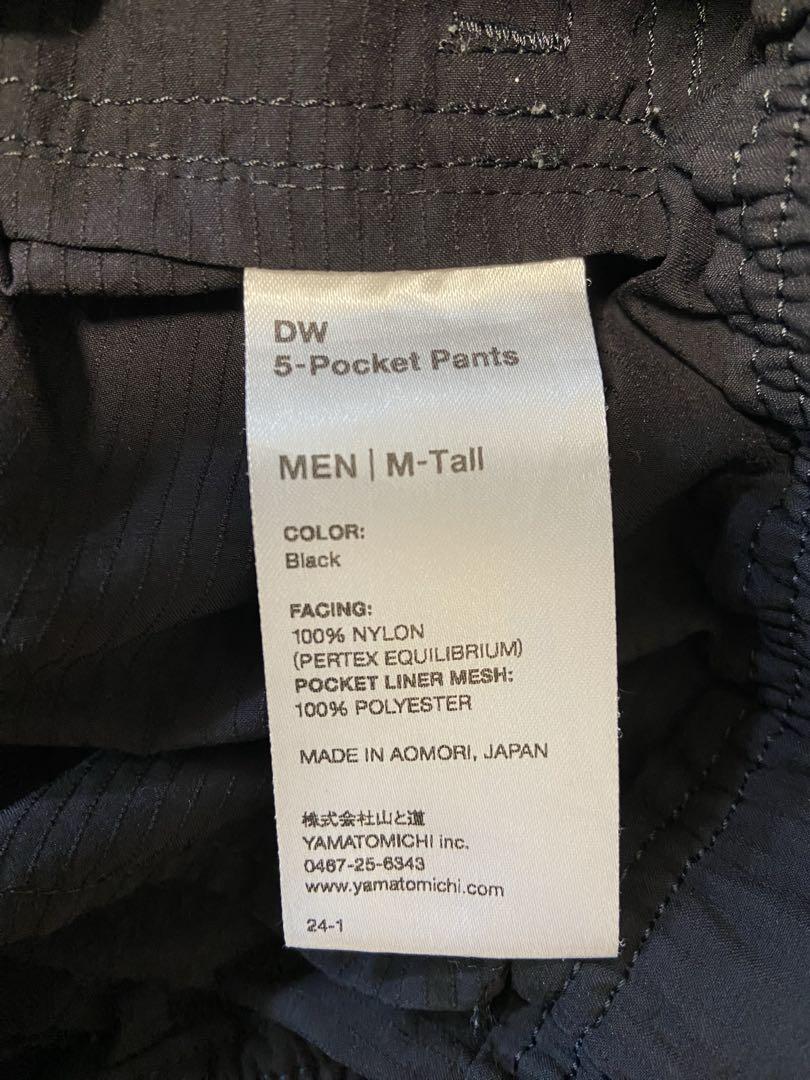 DW
5-Pocket Pants
MEN | M-Tall
COLOR:
Black
FACING:
100% NYLON
(PERTEX EQUILIBRIUM)
POCKET LINER MESH:
100% POLYESTER
MADE IN AOMORI, JAPAN
株式会社山と道
YAMATOMICHI inc.
0467-25-6343
www.yamatomichi.com
24-1